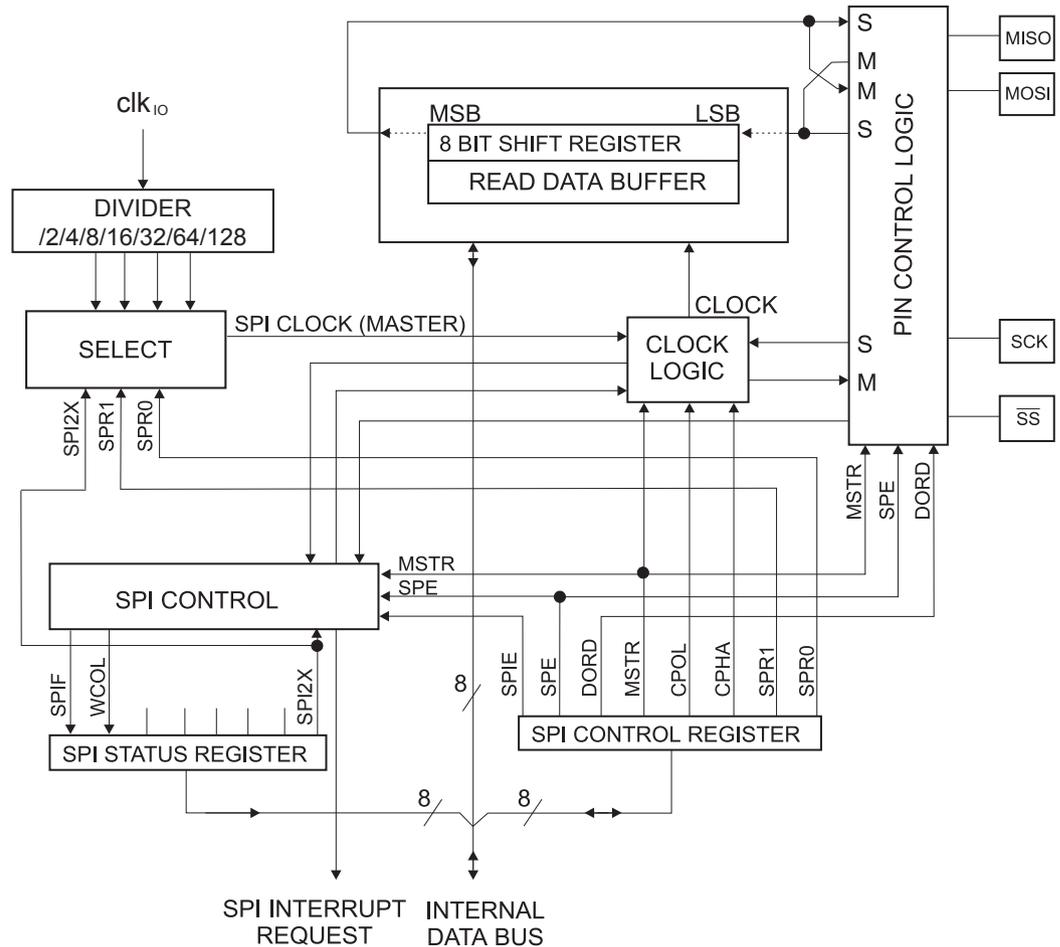 S
MISO
M
M
MOSI
S
PIN CONTROL LOGIC
clk IO
MSB
LSB
8 BIT SHIFT REGISTER
READ DATA BUFFER
DIVIDER
/2/4/8/16/32/64/128
SPI CLOCK (MASTER)
SELECT
CLOCK
CLOCK
LOGIC
S
M
SCK
SS
SPI2X
SPR1
SPR0
MSTR
SPE
DORD
MSTR
SPE
SPI CONTROL
SPIF
WCOL
SPI2X
8
SPIE
SPE
DORD
MSTR
CPOL
CPHA
SPR1
SPR0
SPI STATUS REGISTER
SPI CONTROL REGISTER
8
8
SPI INTERRUPT
REQUEST
INTERNAL
DATA BUS